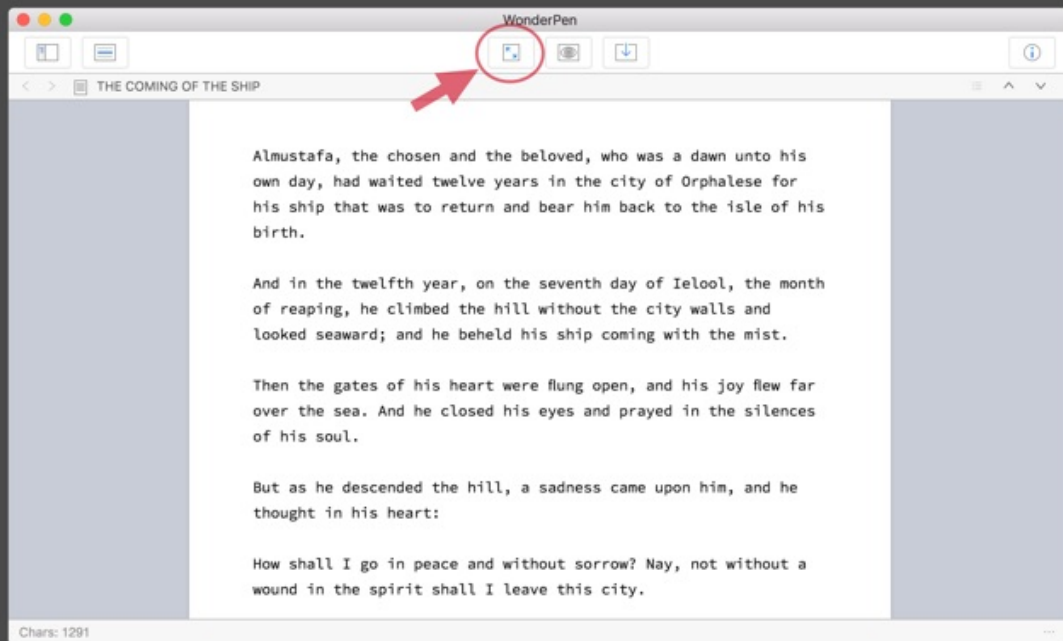 WonderPen
THE COMING OF THE SHIP
Almustafa, the chosen and the beloved, who was a dawn unto his
own day, had waited twelve years in the city of Orphalese for
his ship that was to return and bear him back to the isle of his
birth.
And in the twelfth year, on the seventh day of Ielool, the month
of reaping, he climbed the hill without the city walls and
looked seaward; and he beheld his ship coming with the mist.
Then the gates of his heart were flung open, and his joy flew far
over the sea. And he closed his eyes and prayed in the silences
of his soul.
But as he descended the hill, a sadness came upon him, and he
thought in his heart:
How shall I go in peace and without sorrow? Nay, not without a
wound in the spirit shall I leave this city.
Chars: 1291